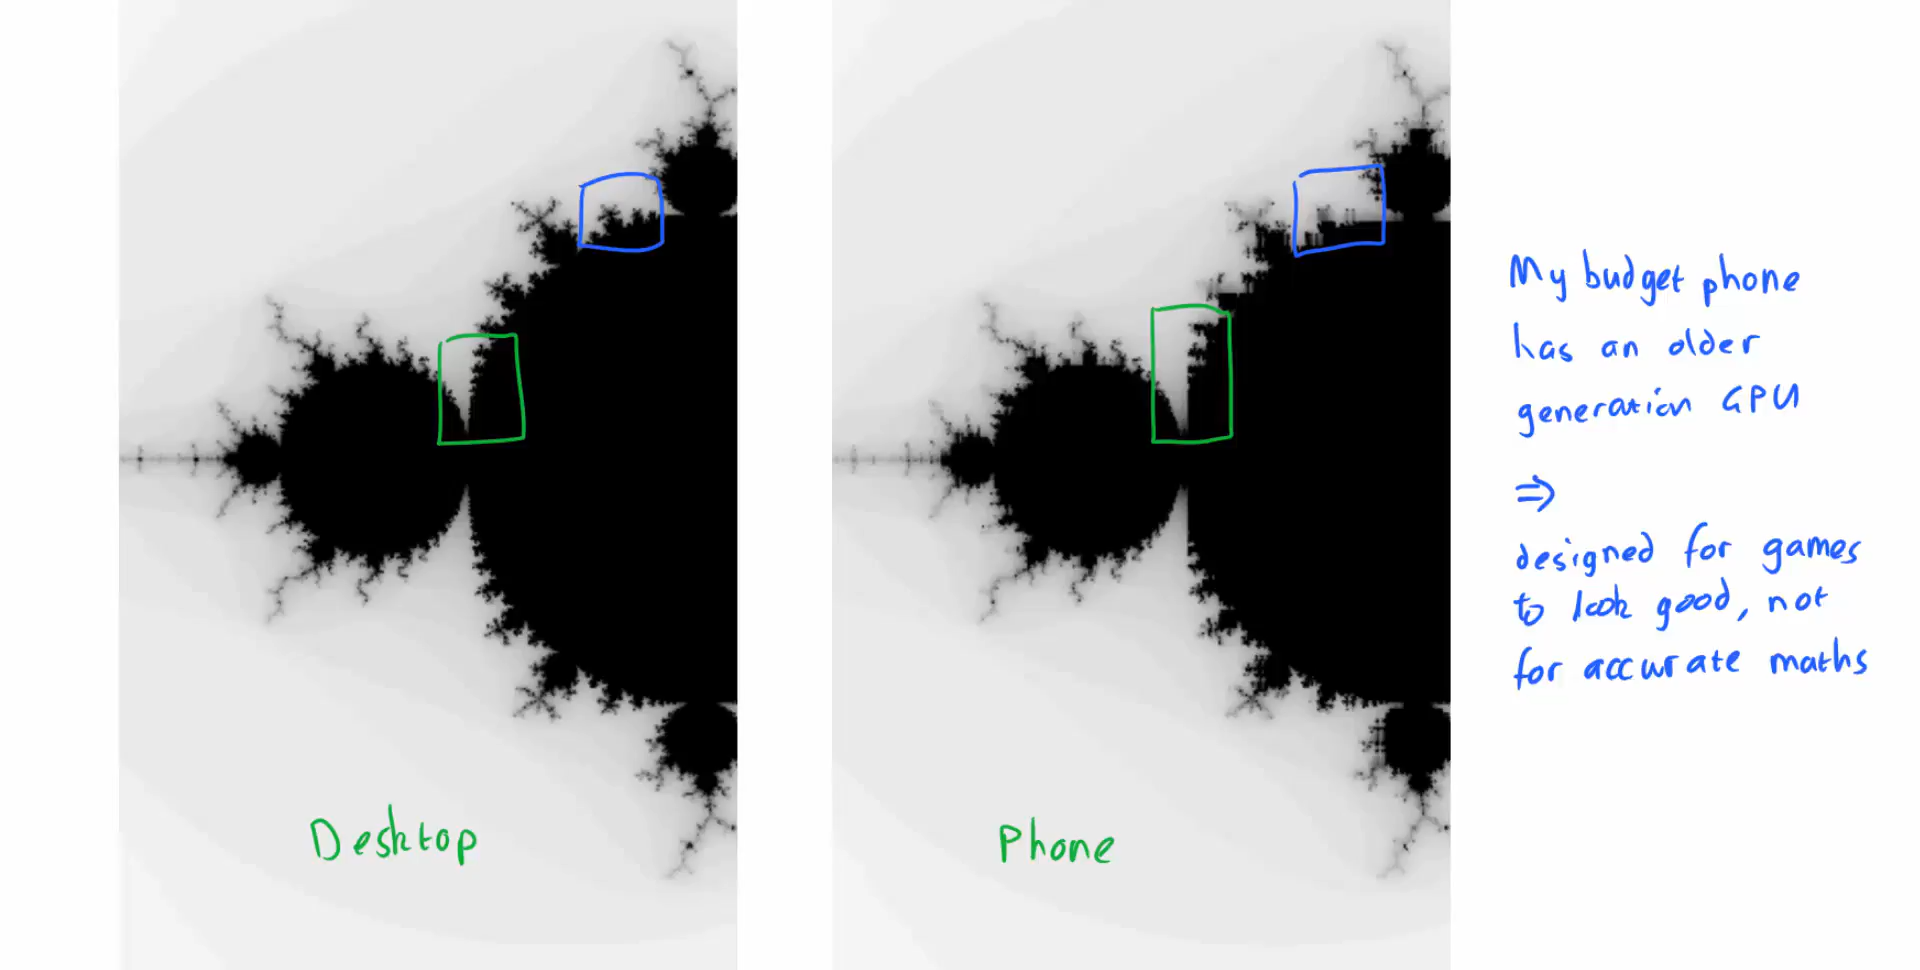 Desktop
Phone
My budget phone
has an older
generation GPU
⇒
designed for games
to look good, not
for accurate maths